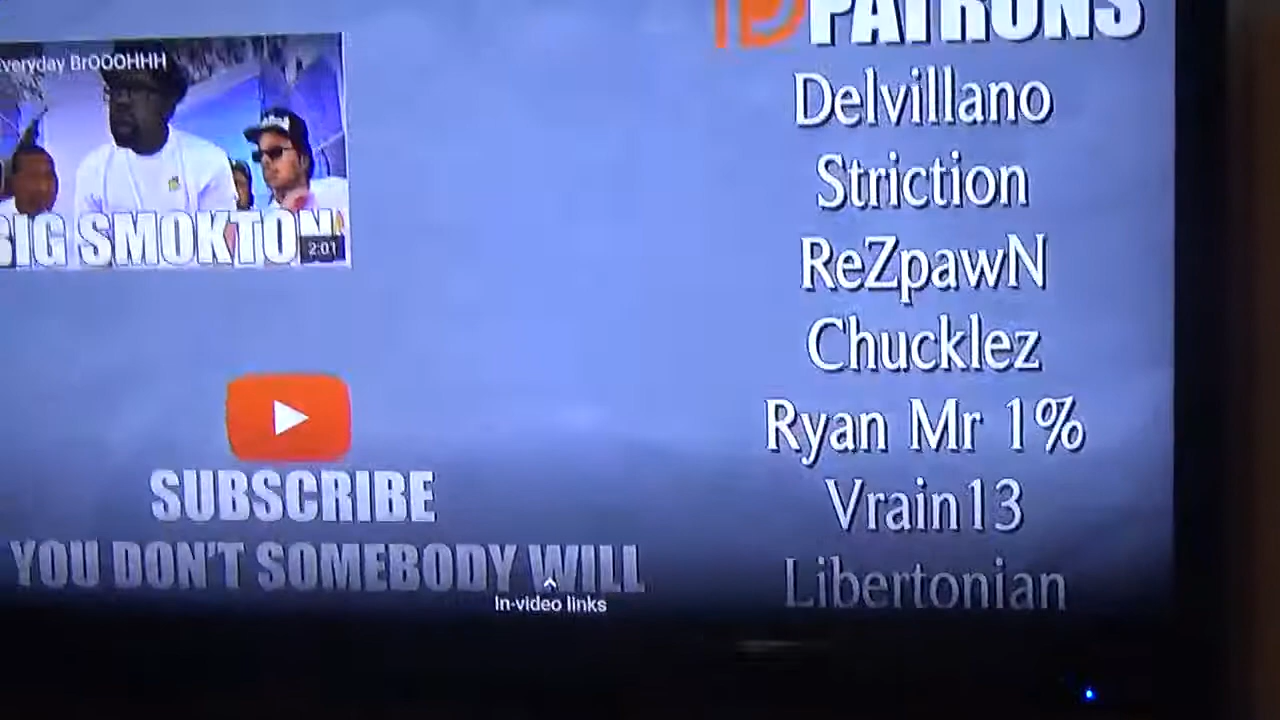 PATRONS
Everyday BrOOOHHH
BIG SMOKTON
2:01
Delvillano
Striction
ReZpawN
Chucklez
Ryan Mr 1%
Vrain13
Libertonian
SUBSCRIBE
YOU DON'T SOMEBODY WILL
In-video links